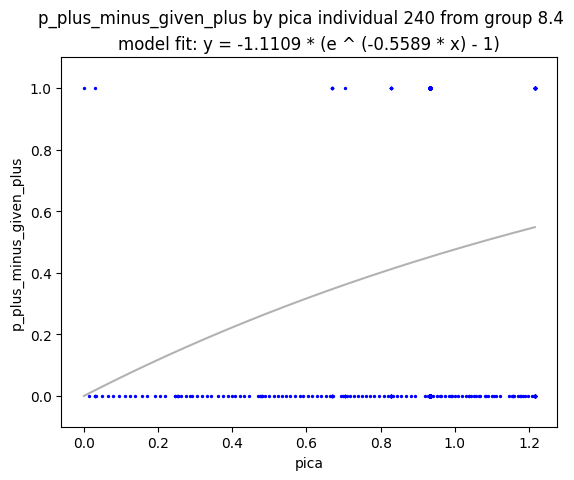 p_plus_minus_given_plus by pica individual 240 from group 8.4
model fit: y = -1.1109 * (e ^ (-0.5589 * x) - 1)
1.0
0.8
0.6
0.4
0.2
0.0
p_plus_minus_given_plus
0.0 0.2 0.4 0.6 0.8 1.0 1.2
pica